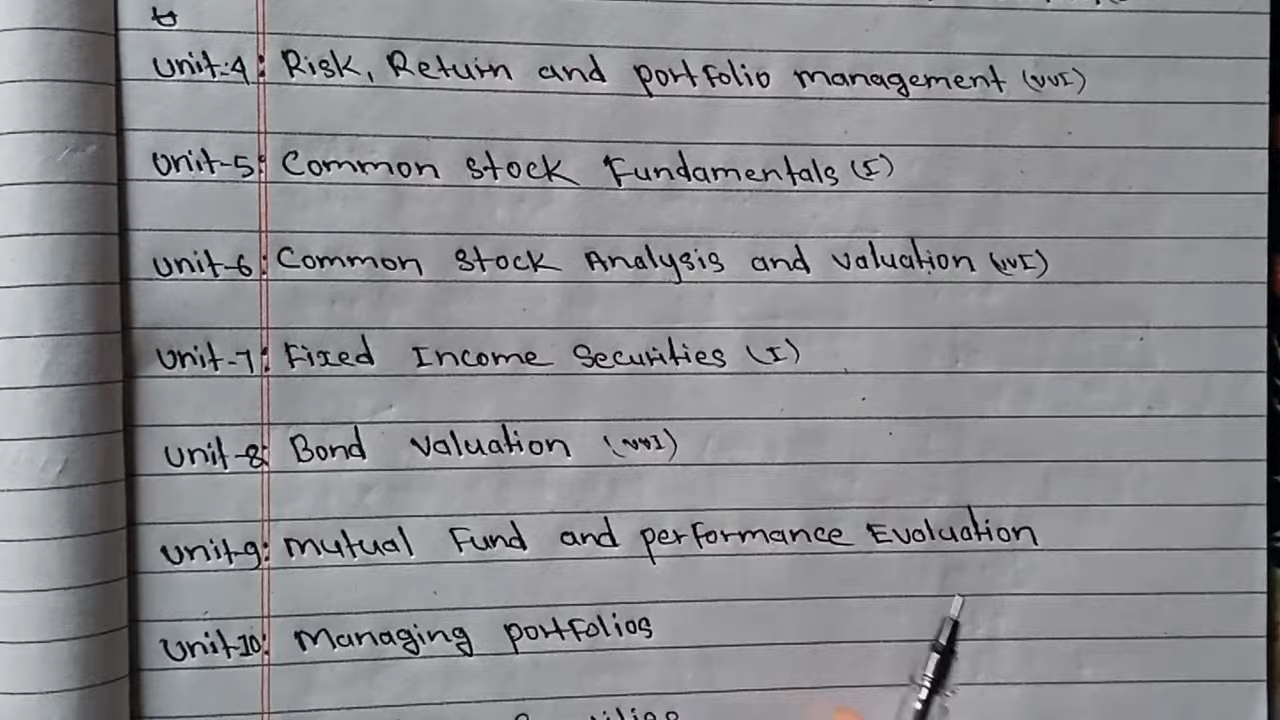 Unit-4: Risk, Return and portfolio management (VVI)
Unit-5: Common Stock Fundamentals (I)
Unit-6: Common Stock Analysis and valuation (VVI)
Unit-7: Fixed Income Securities (I)
Unit-8: Bond Valuation (VVI)
Unit-9: Mutual Fund and performance Evaluation
Unit-10: Managing portfolios